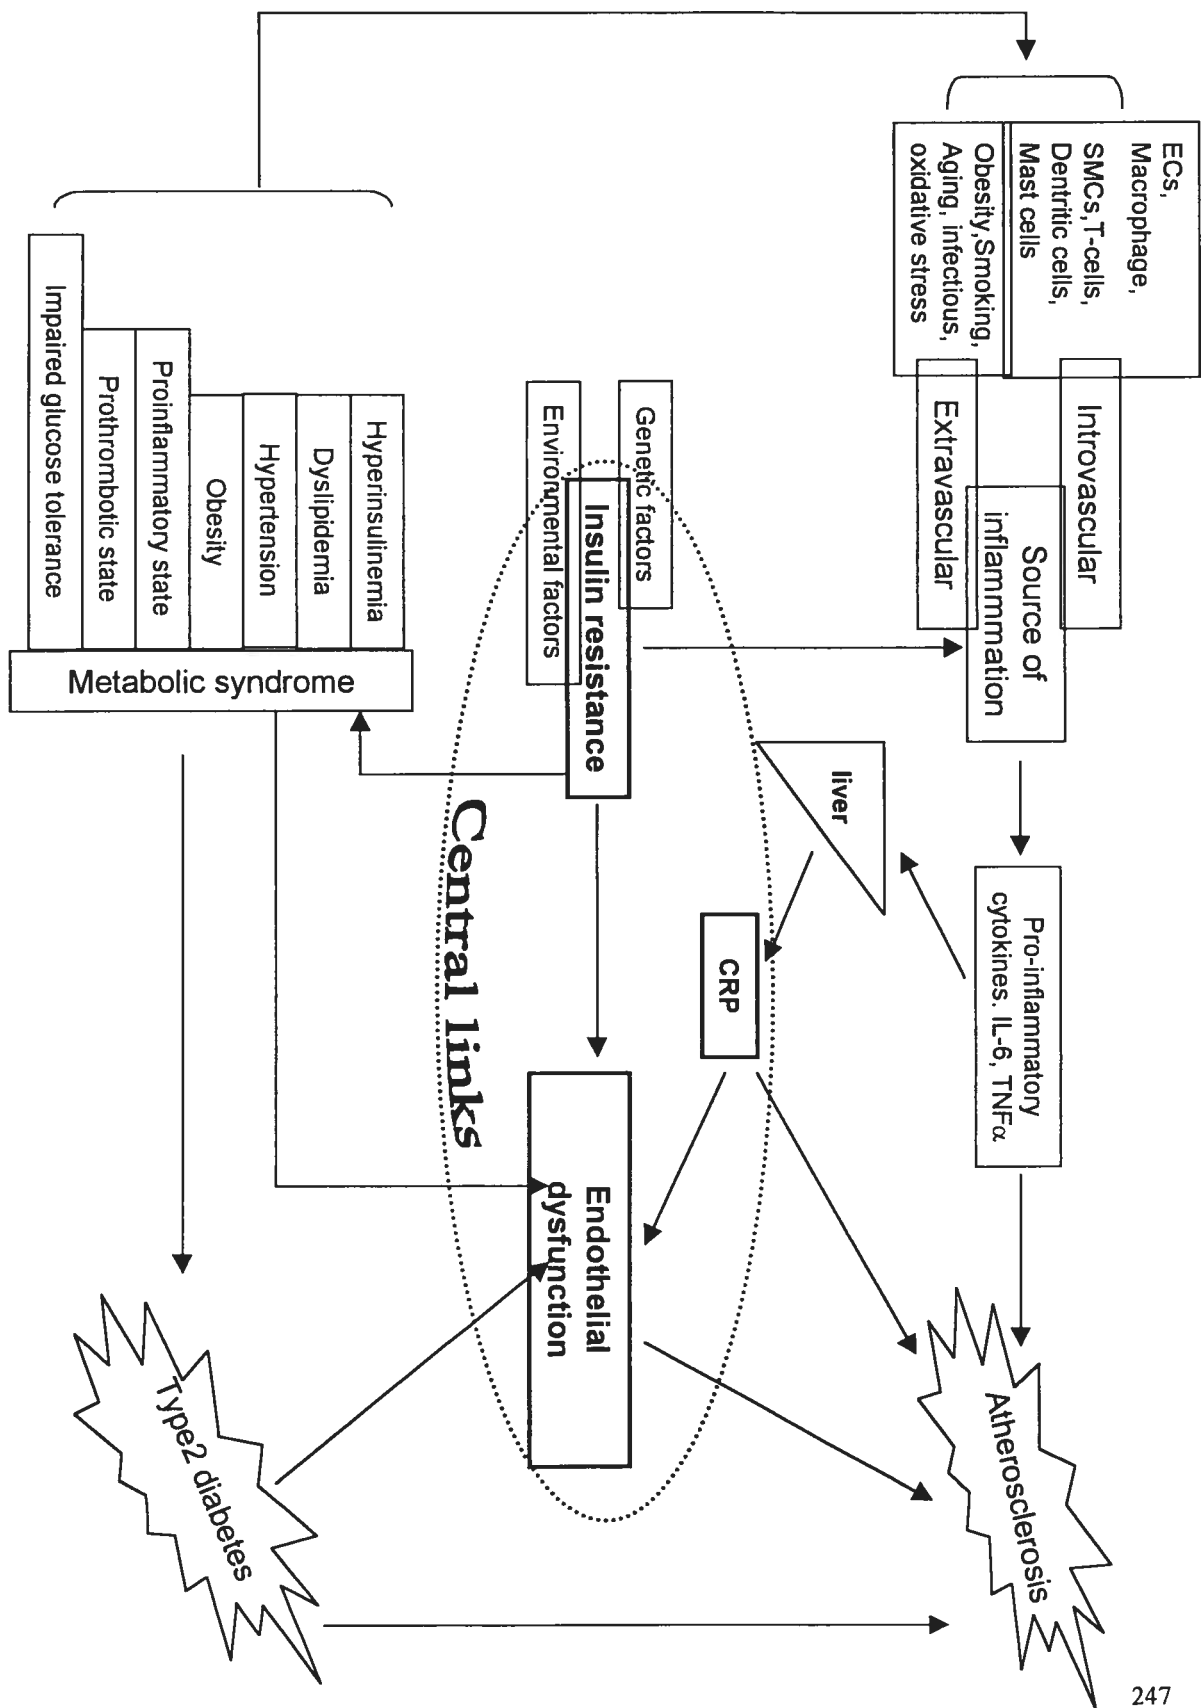 ECs,
Macrophage,
SMCs,T-cells,
Dentritic cells,
Mast cells
Obesity,Smoking,
Aging, infectious,
oxidative stress
Introvascular
Extravascular
Source of
inflammation
Pro-inflammatory
cytokines. IL-6, TNFα
Atherosclerosis
liver
CRP
Genetic factors
Insulin resistance
Environmental factors
Endothelial
dysfunction
Central links
Hyperinsulinemia
Dyslipidemia
Hypertension
Obesity
Proinflammatory state
Prothrombotic state
Impaired glucose tolerance
Metabolic syndrome
Type2 diabetes
247